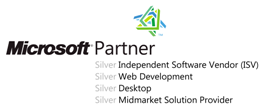 Microsoft Partner
Silver Independent Software Vendor (ISV)
Silver Web Development
Silver Desktop
Silver Midmarket Solution Provider